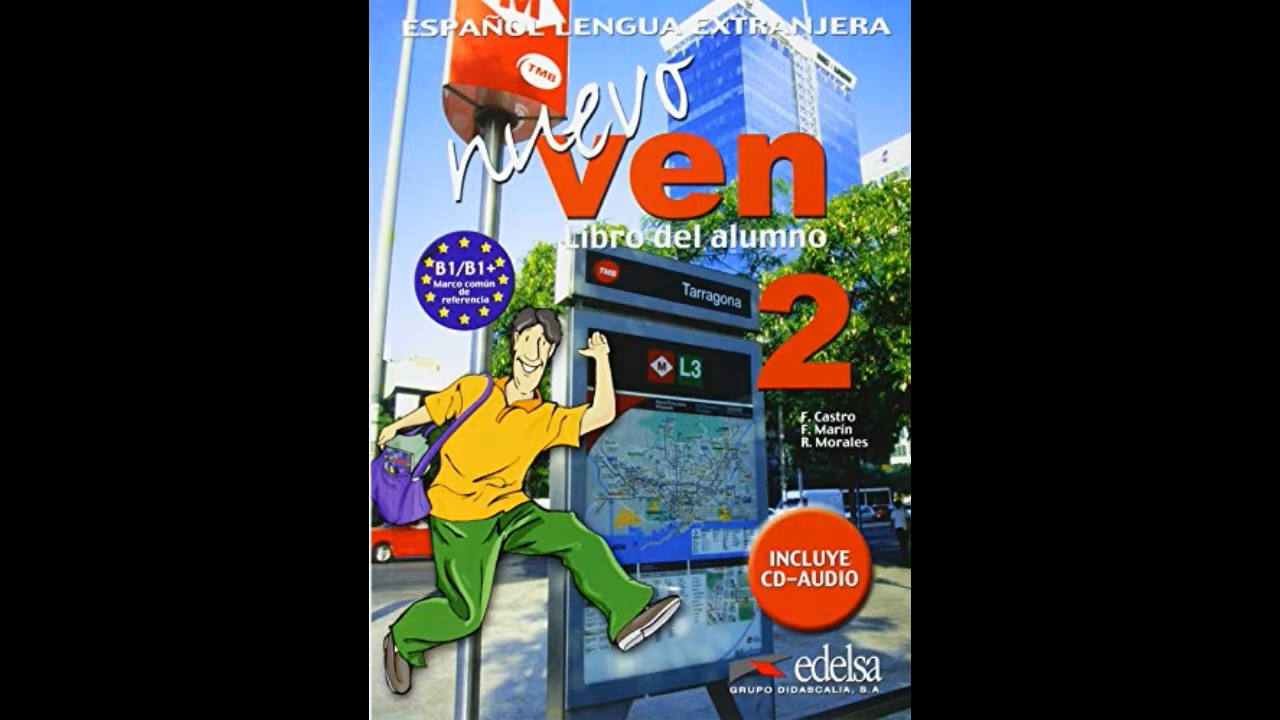 ESPAÑOL LENGUA EXTRANJERA
M
TMB
nuevo
ven
Libro del alumno
2
B1/B1+
Marco común
de
referencia
TMB
Tarragona
M L3
F. Castro
F. Marín
R. Morales
INCLUYE
CD-AUDIO
edelsa
GRUPO DIDASCALIA, S.A.